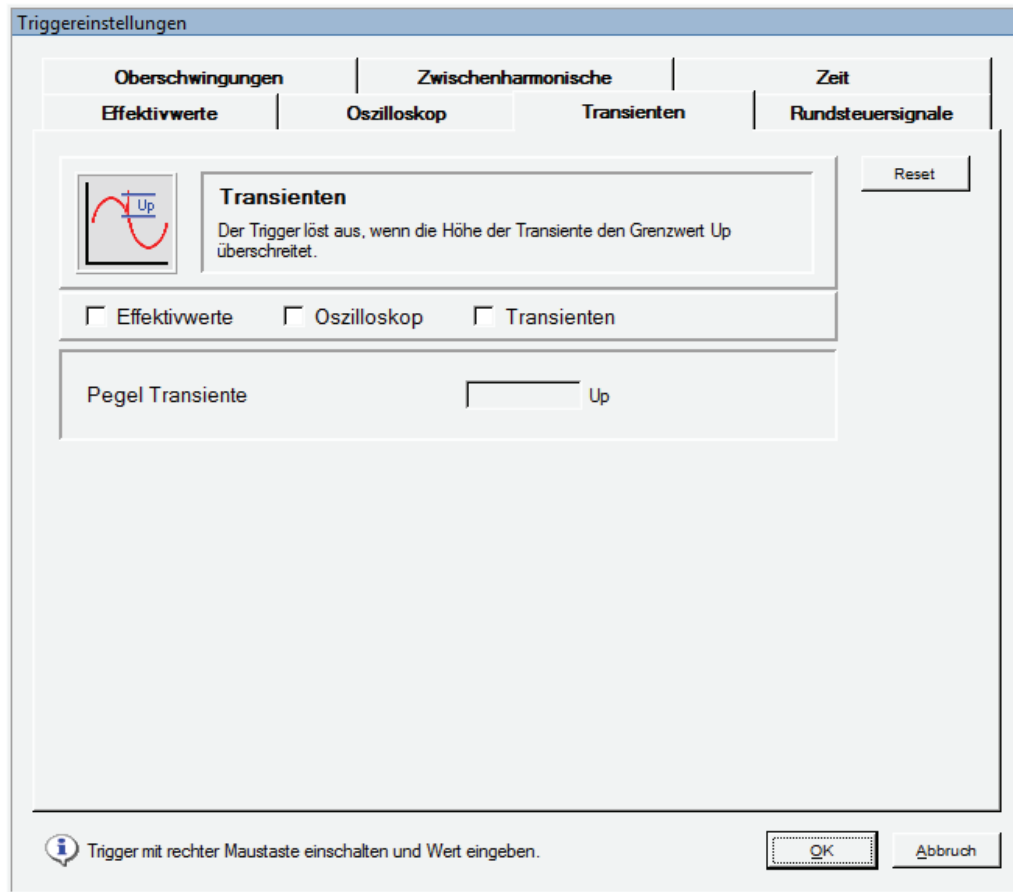 Triggereinstellungen
Oberschwingungen Zwischenharmonische Zeit
Effektivwerte Oszilloskop Transienten Rundsteuersignale
Reset
Up
Transienten
Der Trigger löst aus, wenn die Höhe der Transiente den Grenzwert Up
überschreitet.
Effektivwerte Oszilloskop Transienten
Pegel Transiente Up
Trigger mit rechter Maustaste einschalten und Wert eingeben.
OK Abbruch